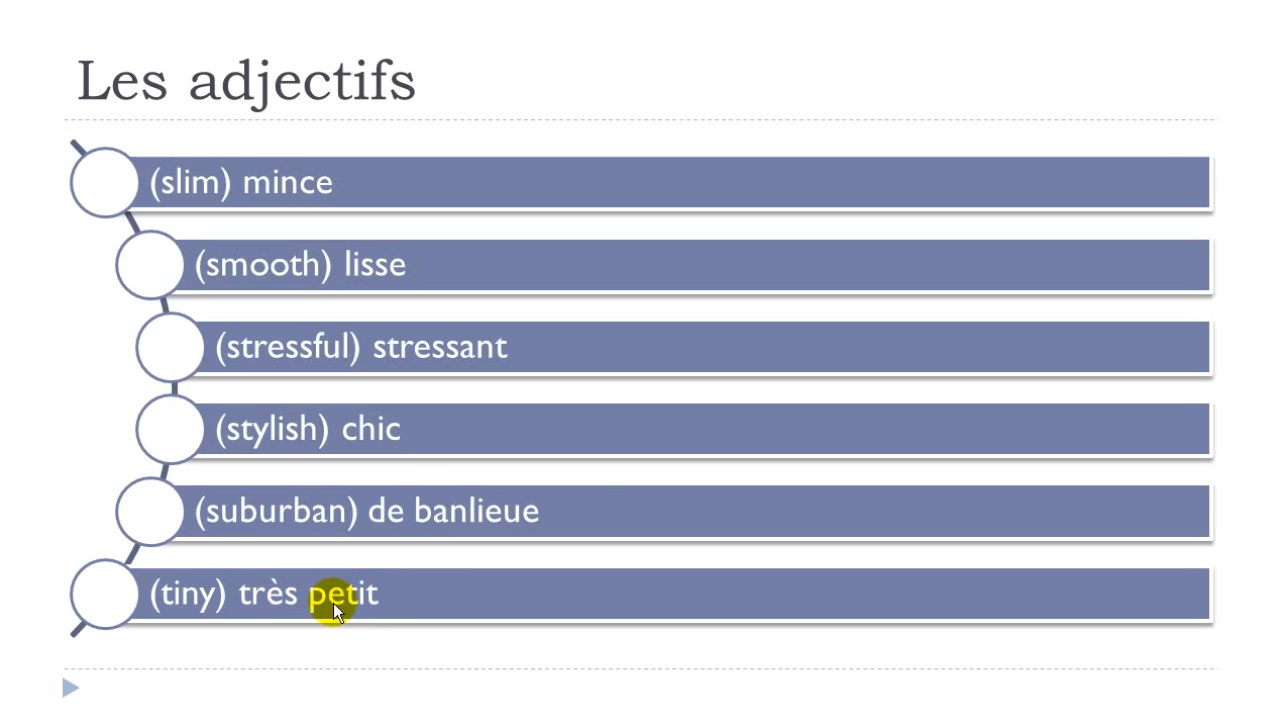 Les adjectifs
(slim) mince
(smooth) lisse
(stressful) stressant
(stylish) chic
(suburban) de banlieue
(tiny) très petit